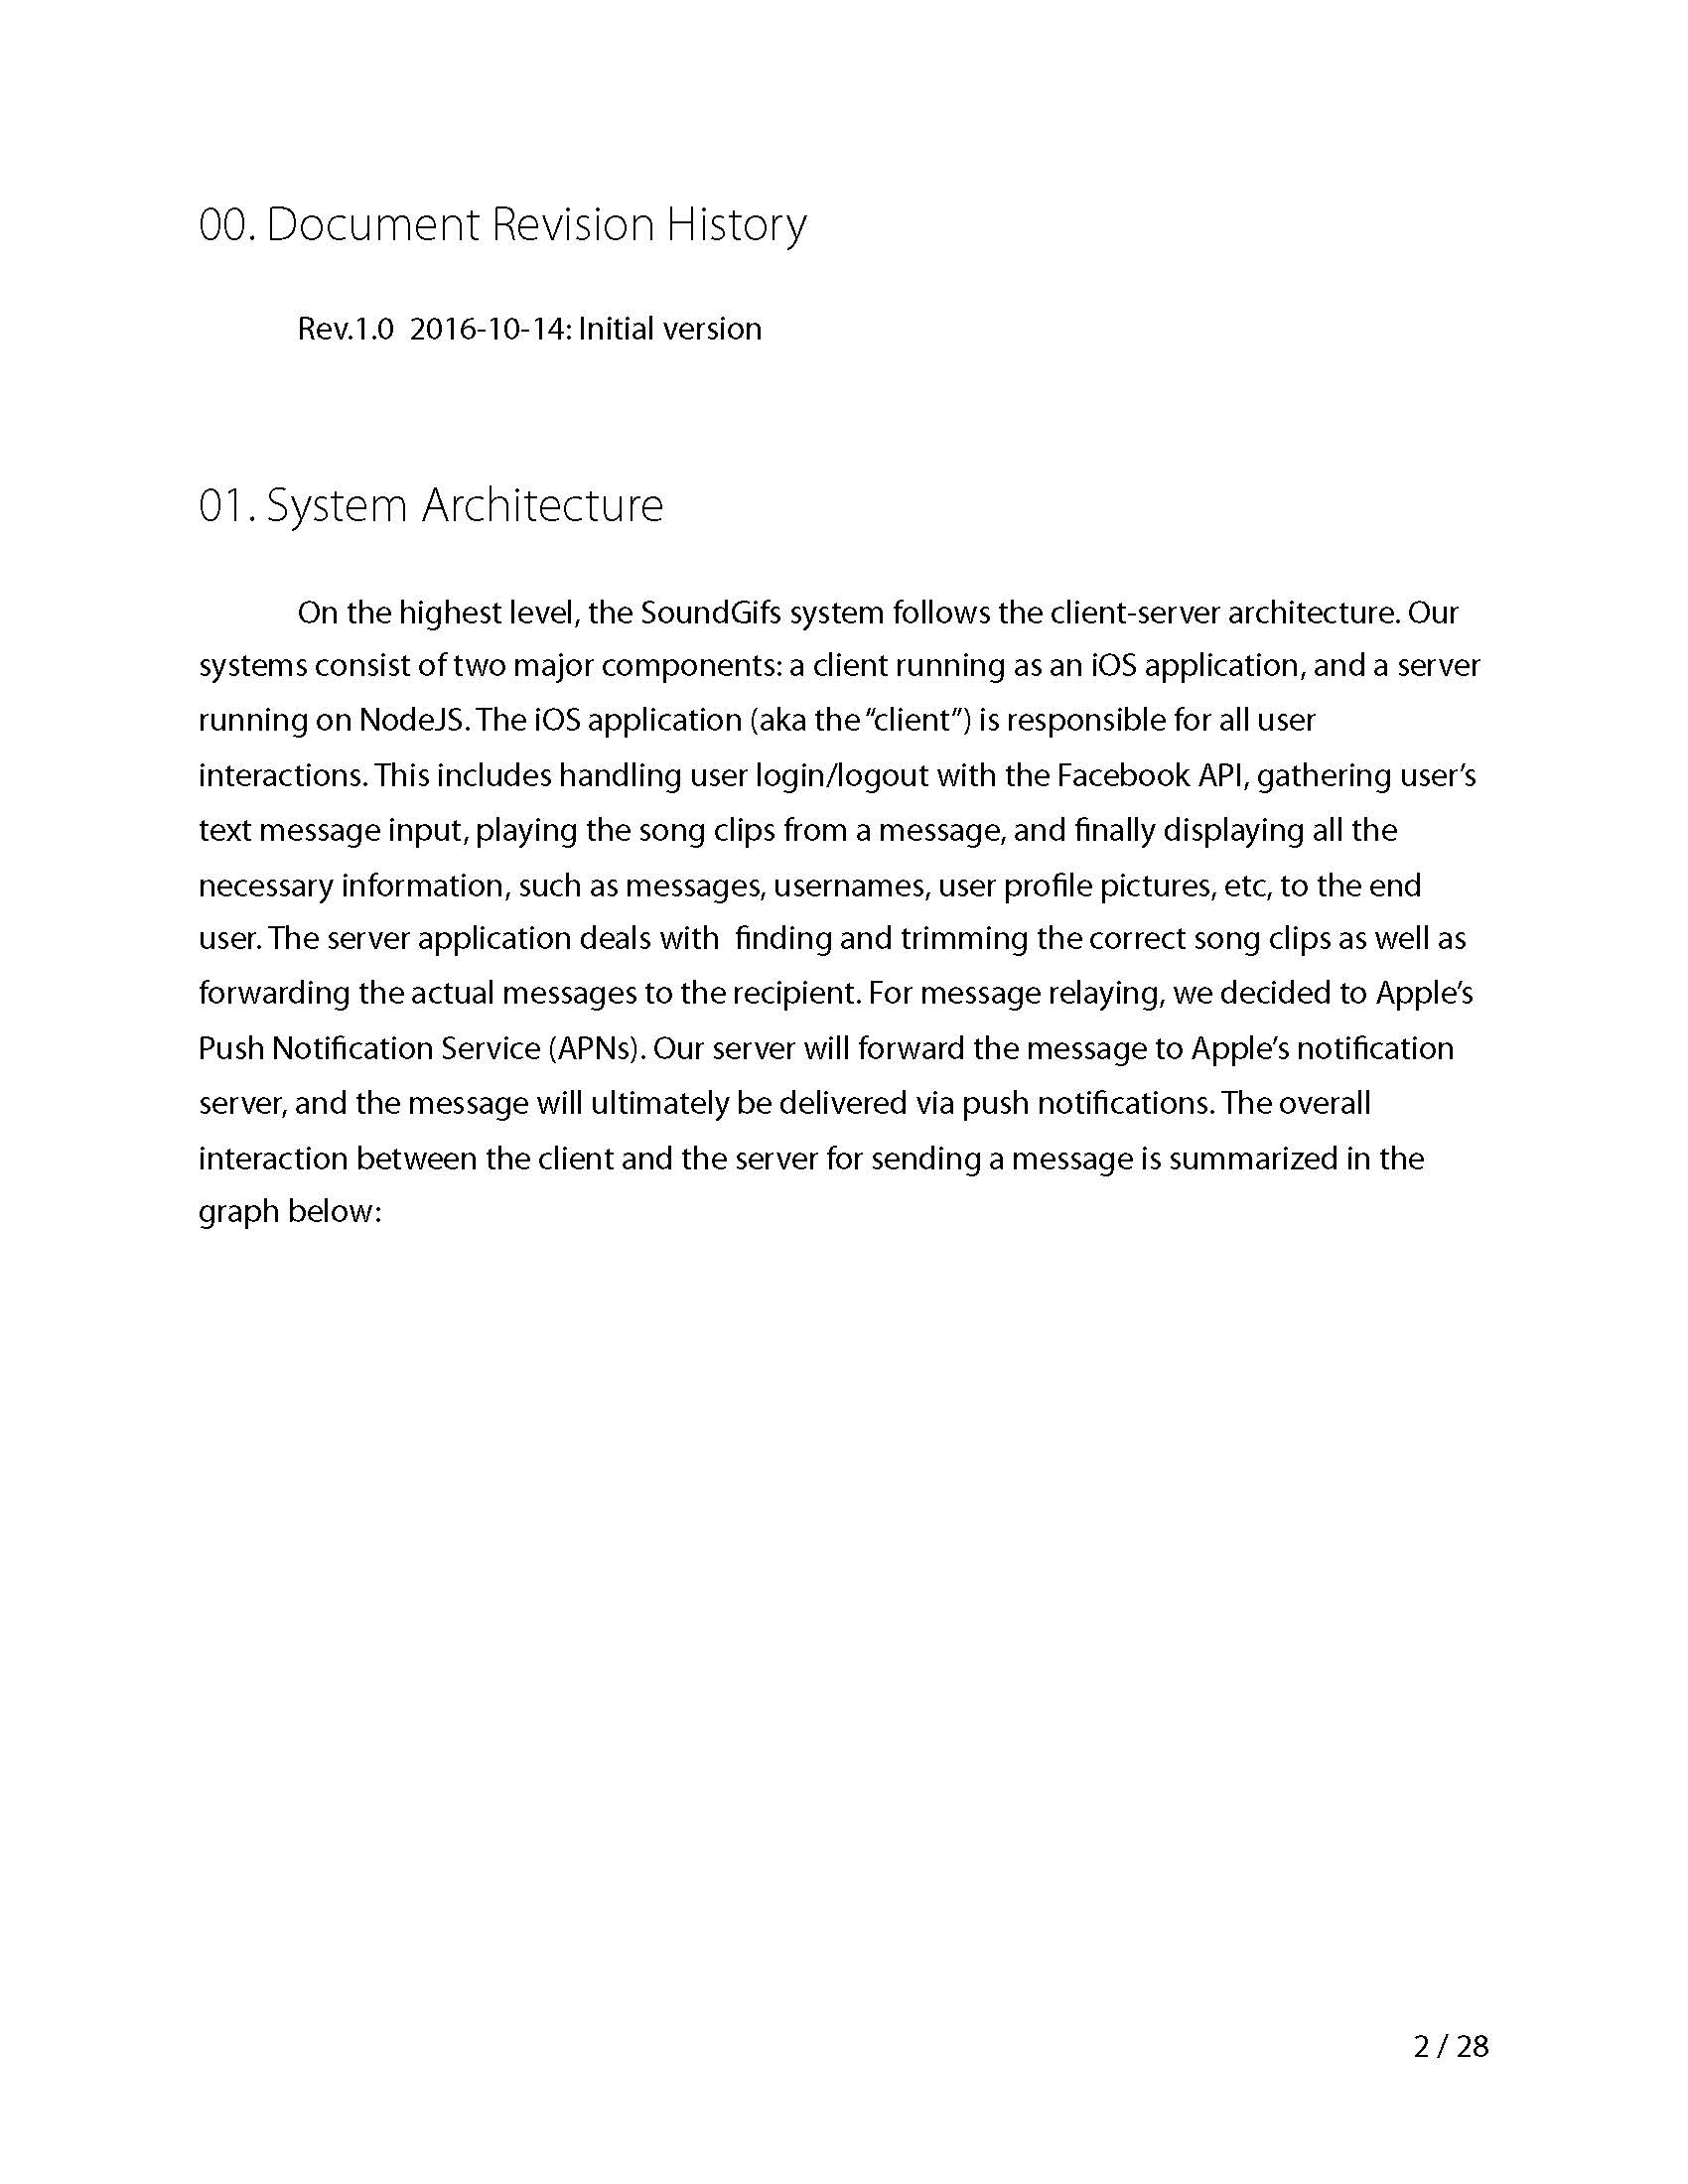 00. Document Revision History
Rev.1.0  2016-10-14: Initial version
01. System Architecture
On the highest level, the SoundGifs system follows the client-server architecture. Our
systems consist of two major components: a client running as an iOS application, and a server
running on NodeJS. The iOS application (aka the “client”) is responsible for all user
interactions. This includes handling user login/logout with the Facebook API, gathering user’s
text message input, playing the song clips from a message, and finally displaying all the
necessary information, such as messages, usernames, user profile pictures, etc, to the end
user. The server application deals with  finding and trimming the correct song clips as well as
forwarding the actual messages to the recipient. For message relaying, we decided to Apple’s
Push Notification Service (APNs). Our server will forward the message to Apple’s notification
server, and the message will ultimately be delivered via push notifications. The overall
interaction between the client and the server for sending a message is summarized in the
graph below:
2 / 28